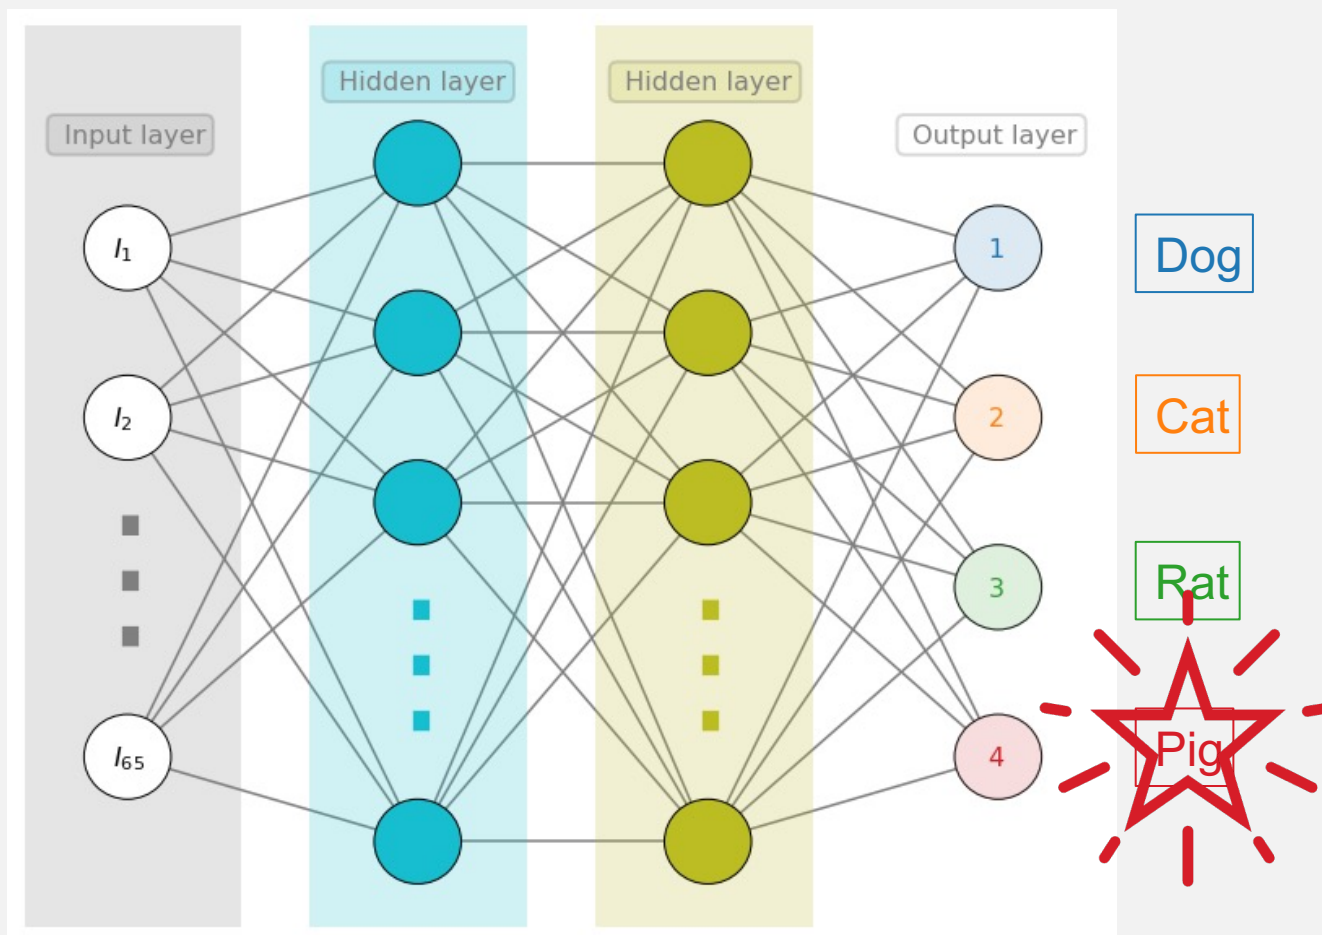 Hidden layer
Hidden layer
Input layer
Output layer
I₁
1
Dog
I₂
2
Cat
3
Rat
I₆₅
4
Pig